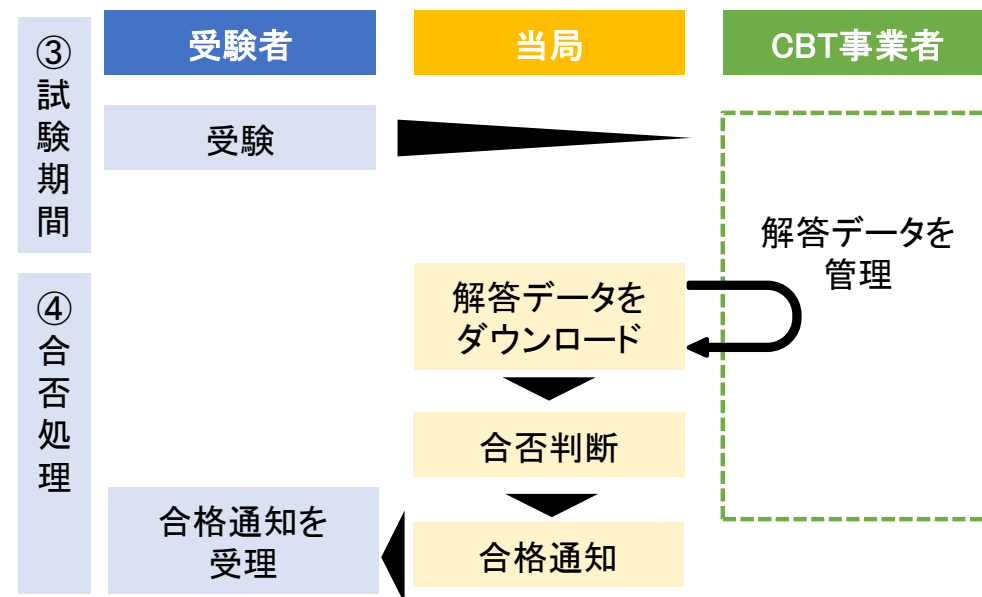 ③試験期間
受験者
当局
CBT事業者
受験
解答データを
管理
④合否処理
解答データを
ダウンロード
合否判断
合格通知を
受理
合格通知